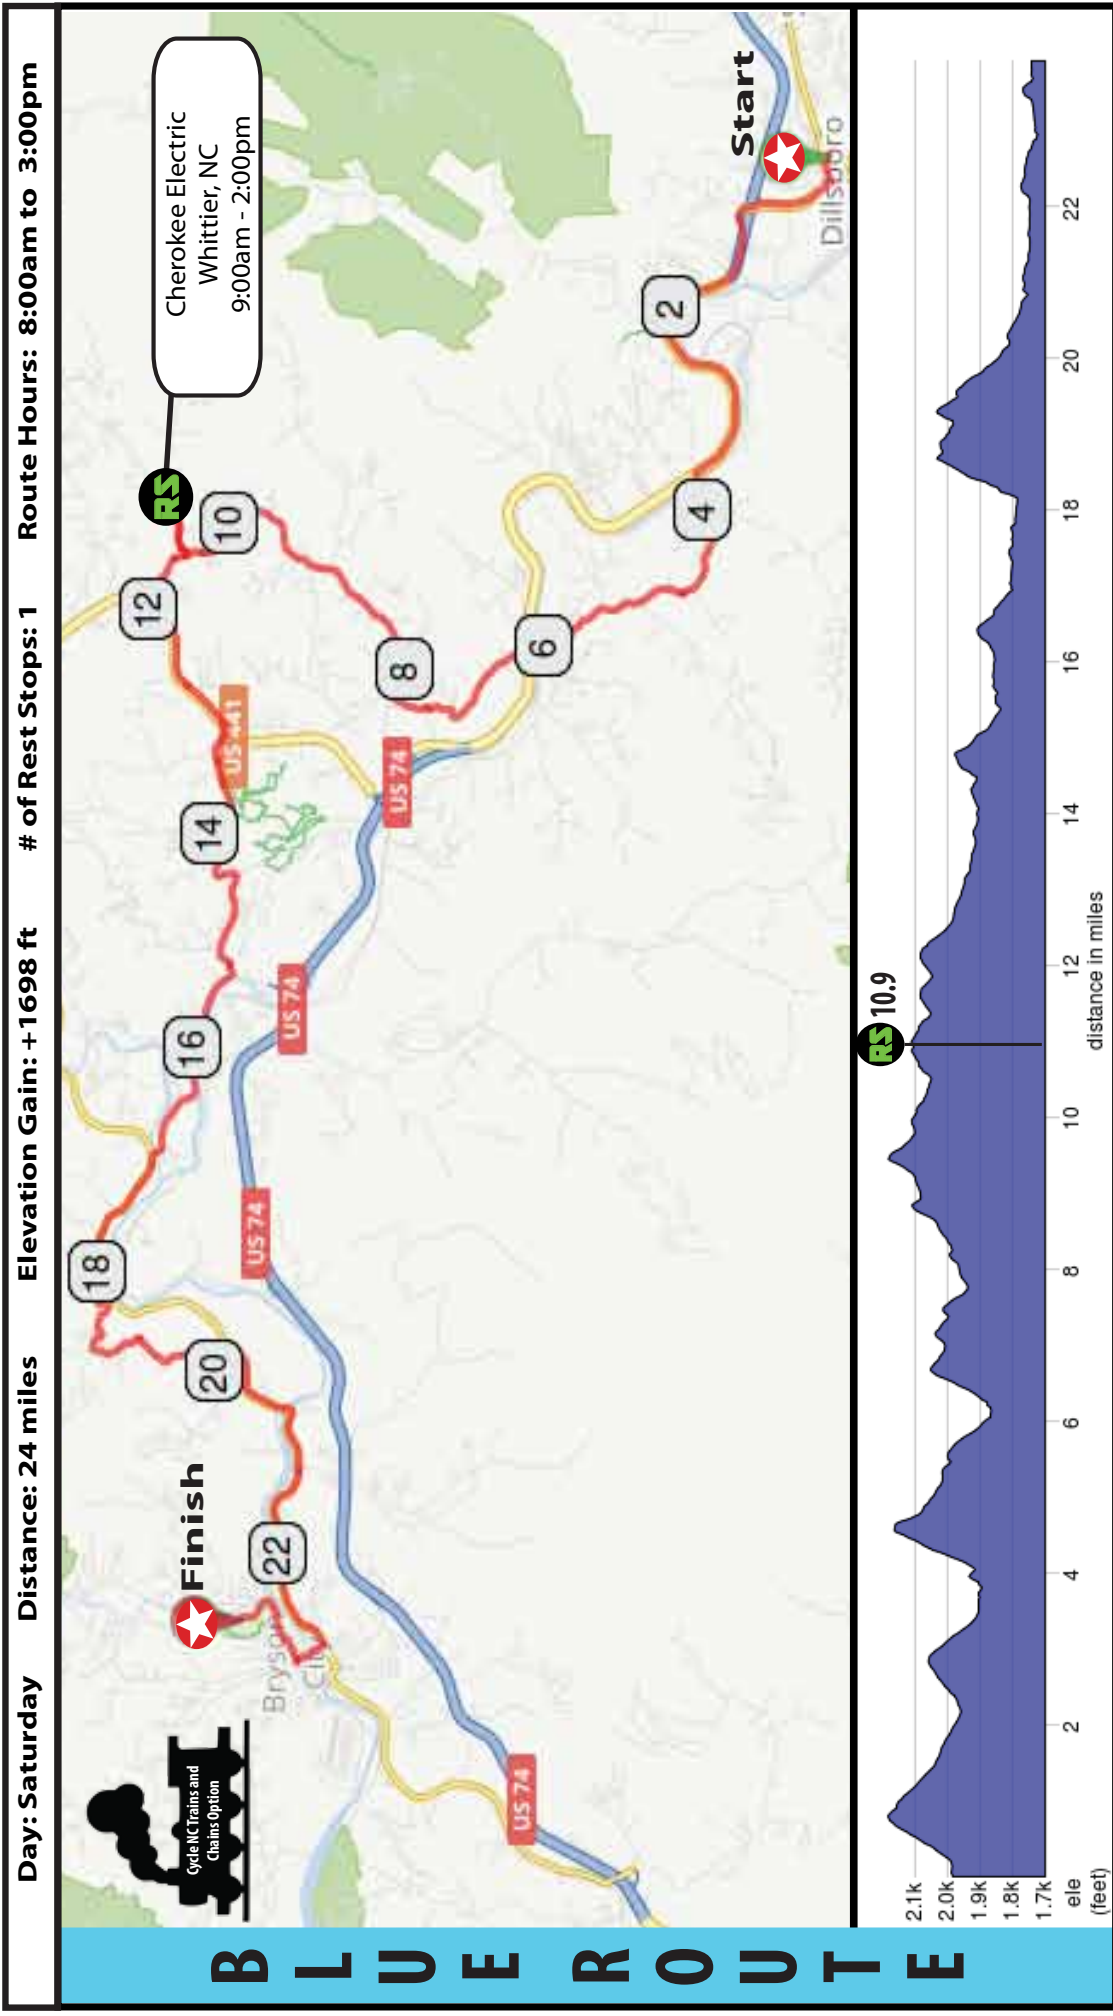 Day: Saturday Distance: 24 miles Elevation Gain: +1698 ft # of Rest Stops: 1 Route Hours: 8:00am to 3:00pm
BLUE ROUTE
Cycle NC Trains and
Chains Option
Finish
Bryson
22
20
18
16
14
12
10
8
6
4
2
US 74
US 74
US 74
US 74
US 441
RS
Cherokee Electric
Whittier, NC
9:00am - 2:00pm
Start
Dillsboro
RS 10.9
2.1k
2.0k
1.9k
1.8k
1.7k
ele
(feet)
2 4 6 8 10 12 14 16 18 20 22
distance in miles